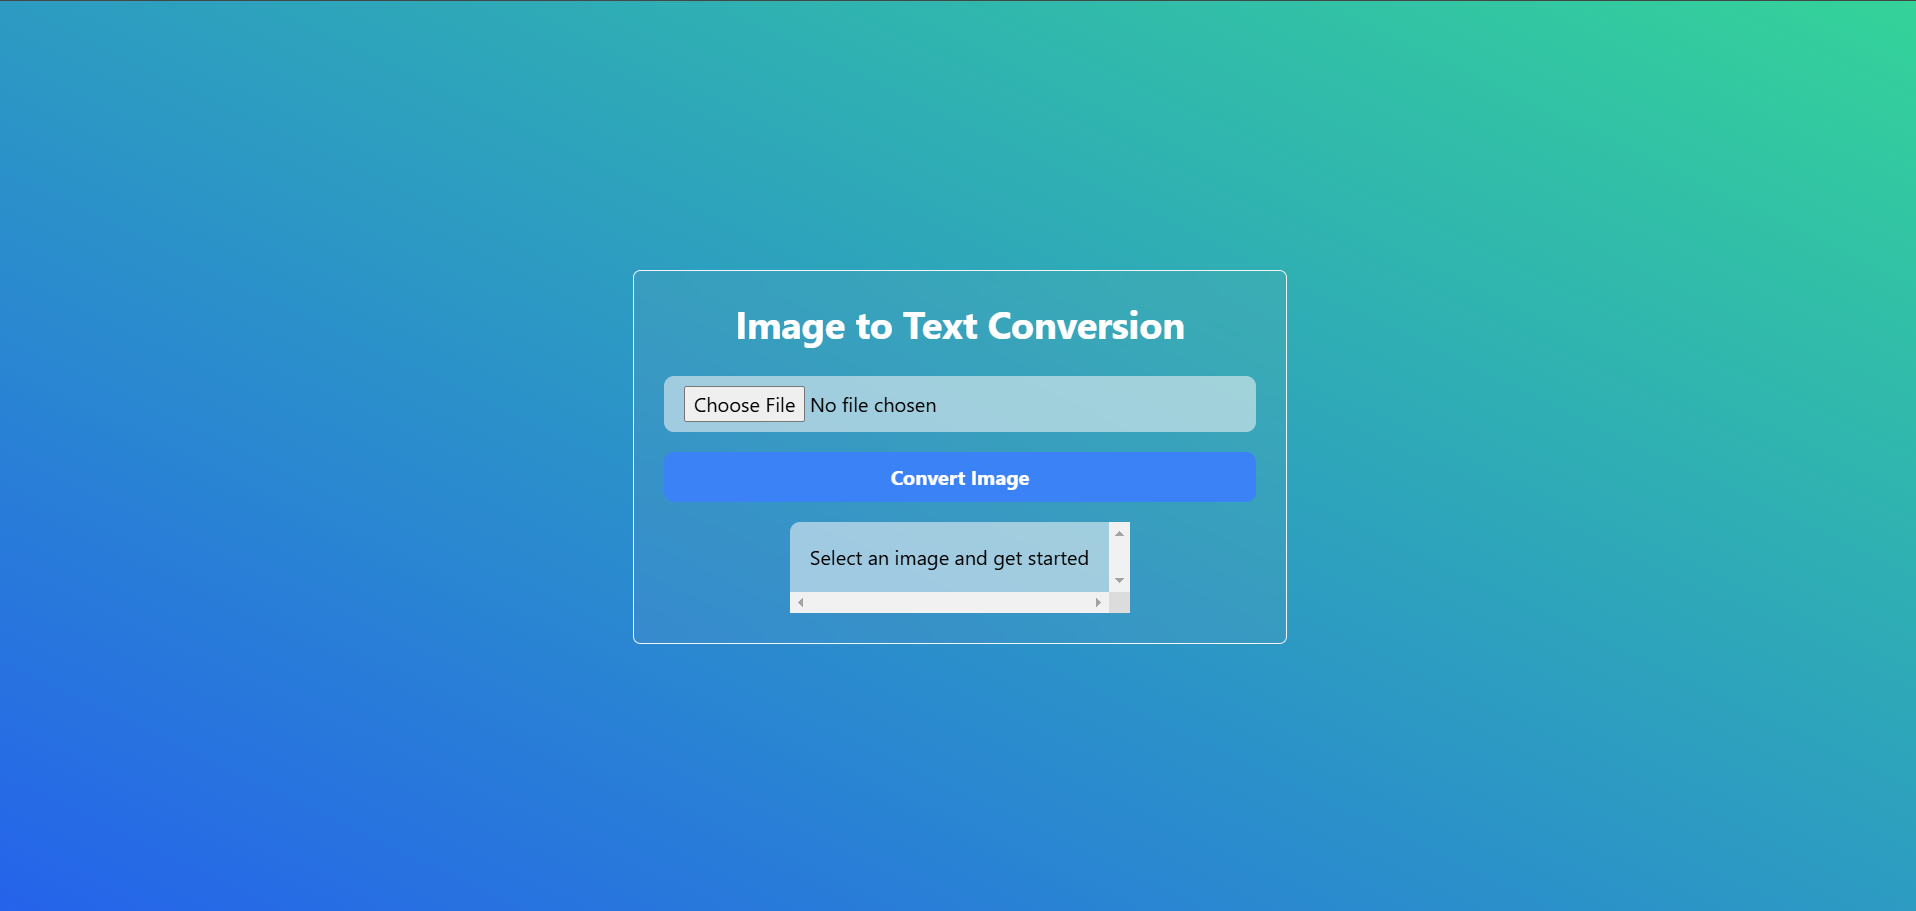 Image to Text Conversion
Choose File No file chosen
Convert Image
Select an image and get started